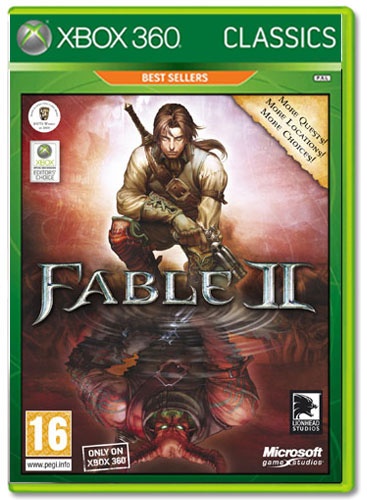 XBOX 360 CLASSICS
BEST SELLERS
PAL
More Quests!
More Locations!
More Choices!
XBOX
EDITORS'
CHOICE
FABLE II
16
www.pegi.info
ONLY ON
XBOX 360
LIONHEAD
STUDIOS
Microsoft
game studios